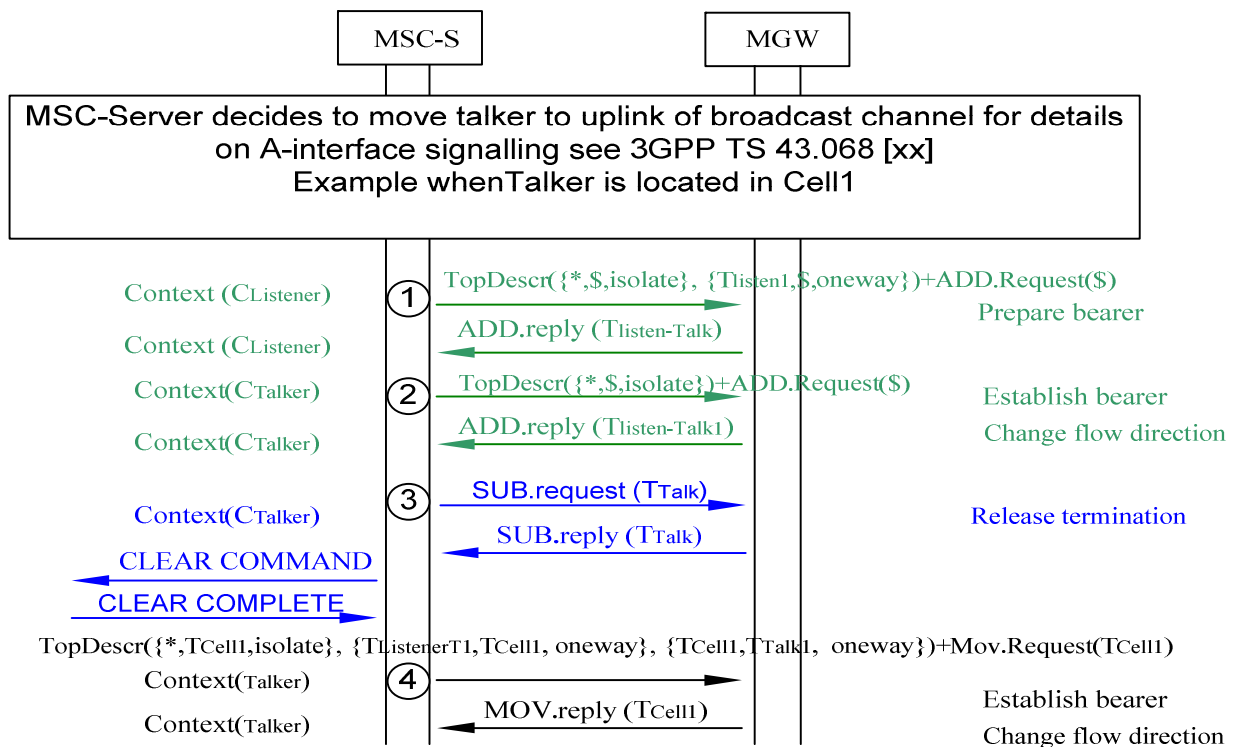 MSC-S
MGW
MSC-Server decides to move talker to uplink of broadcast channel for details
on A-interface signalling see 3GPP TS 43.068 [xx]
Example whenTalker is located in Cell1
Context (CListener)
1
TopDescr({*,$,isolate}, {Tlisten1,$,oneway})+ADD.Request($)
Prepare bearer
Context (CListener)
ADD.reply (Tlisten-Talk)
Context(CTalker)
2
TopDescr({*,$,isolate})+ADD.Request($)
Establish bearer
Context(CTalker)
ADD.reply (Tlisten-Talk1)
Change flow direction
Context(CTalker)
3
SUB.request (TTalk)
Release termination
SUB.reply (TTalk)
CLEAR COMMAND
CLEAR COMPLETE
TopDescr({*,TCell1,isolate}, {TListenerT1,TCell1, oneway}, {TCell1,TTalk1, oneway})+Mov.Request(TCell1)
Context(Talker)
4
Establish bearer
Context(Talker)
MOV.reply (TCell1)
Change flow direction